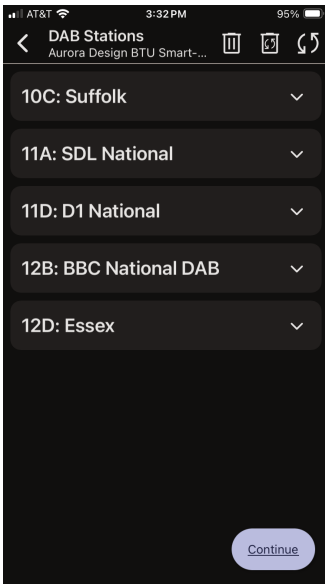 AT&T 3:32 PM 95%
DAB Stations
Aurora Design BTU Smart-...
10C: Suffolk
11A: SDL National
11D: D1 National
12B: BBC National DAB
12D: Essex
Continue